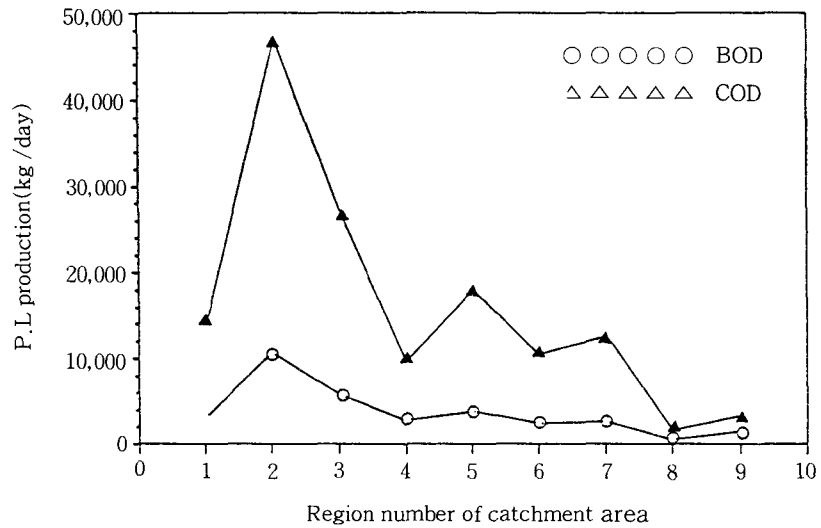 50,000
40,000
30,000
20,000
10,000
0
P.L production(kg/day)
BOD
COD
0 1 2 3 4 5 6 7 8 9 10
Region number of catchment area